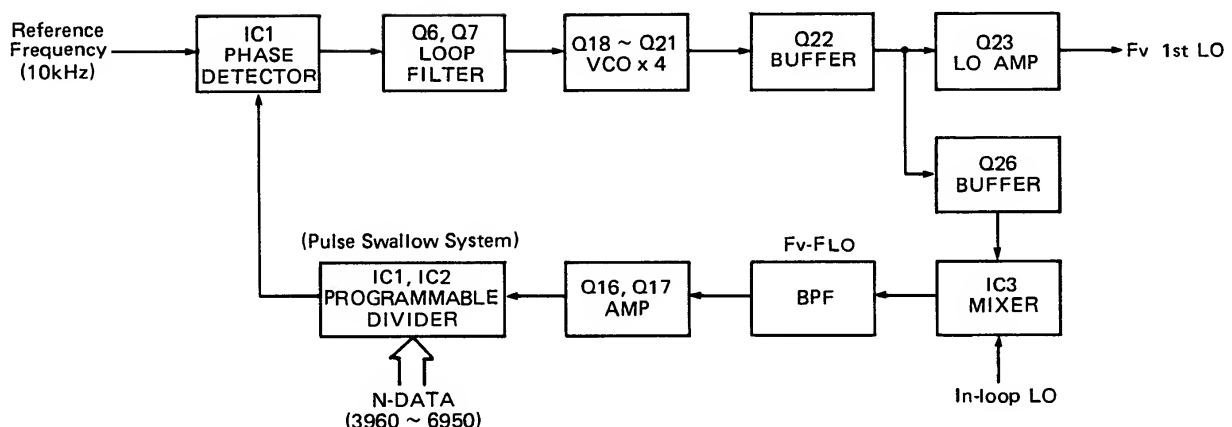 Reference
Frequency
(10kHz)
IC1
PHASE
DETECTOR
Q6, Q7
LOOP
FILTER
Q18 ~ Q21
VCO x 4
Q22
BUFFER
Q23
LO AMP
Fv 1st LO
Q26
BUFFER
(Pulse Swallow System)
IC1, IC2
PROGRAMMABLE
DIVIDER
Q16, Q17
AMP
Fv-FLO
BPF
IC3
MIXER
N-DATA
(3960 ~ 6950)
In-loop LO